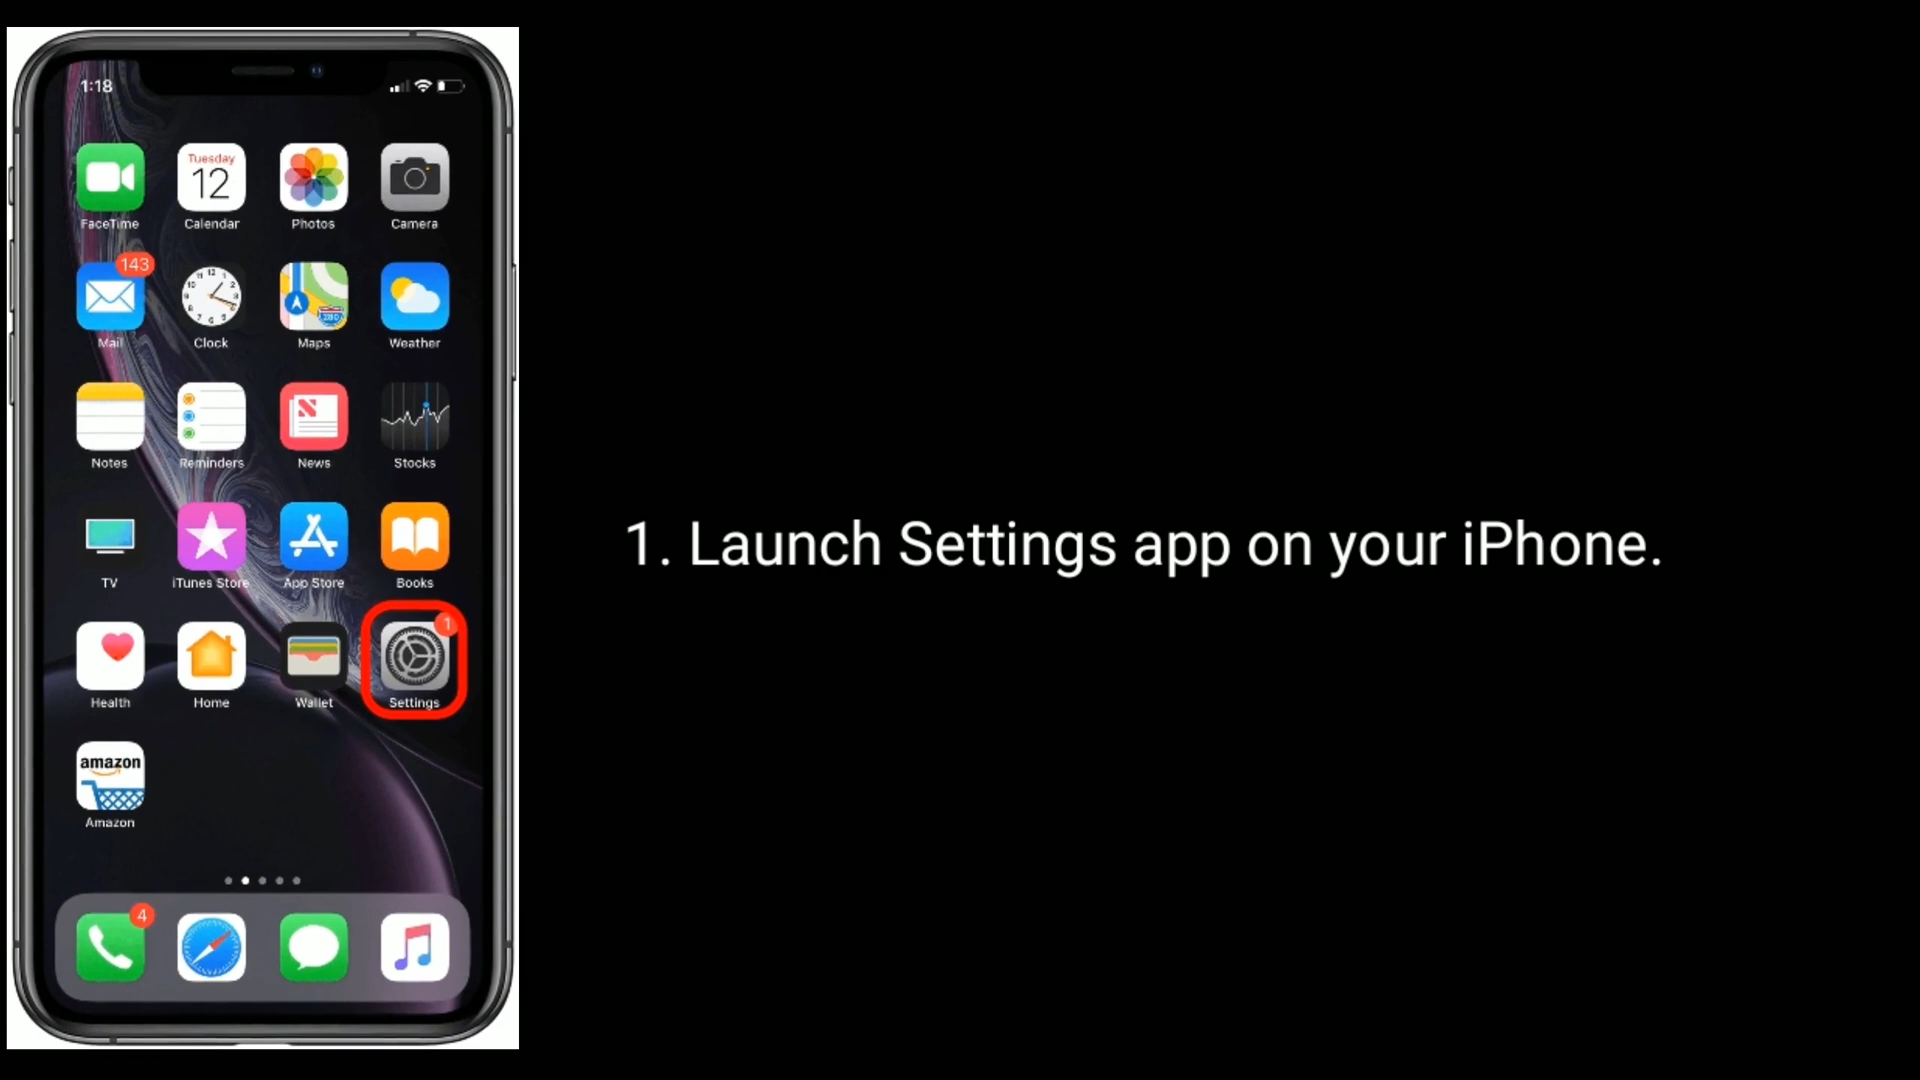 1:18
Tuesday
12
FaceTime
Calendar
Photos
Camera
143
280
Mail
Clock
Maps
Weather
Notes
Reminders
News
Stocks
TV
iTunes Store
App Store
Books
1
Health
Home
Wallet
Settings
amazon
Amazon
4
1. Launch Settings app on your iPhone.